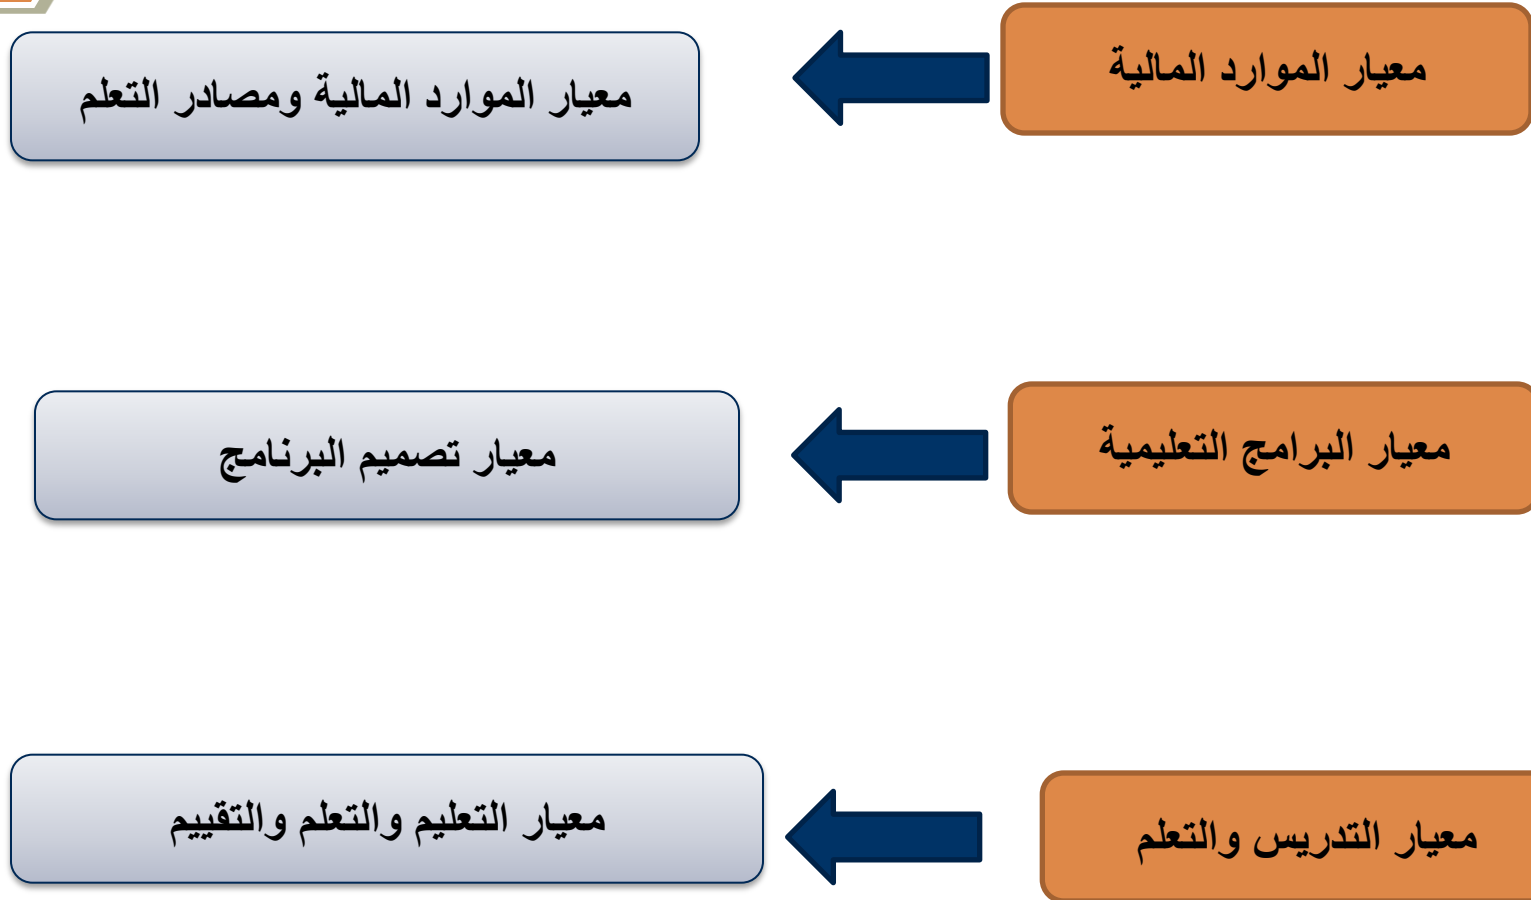 معيار الموارد المالية
معيار الموارد المالية ومصادر التعلم
معيار البرامج التعليمية
معيار تصميم البرنامج
معيار التدريس والتعلم
معيار التعليم والتعلم والتقييم